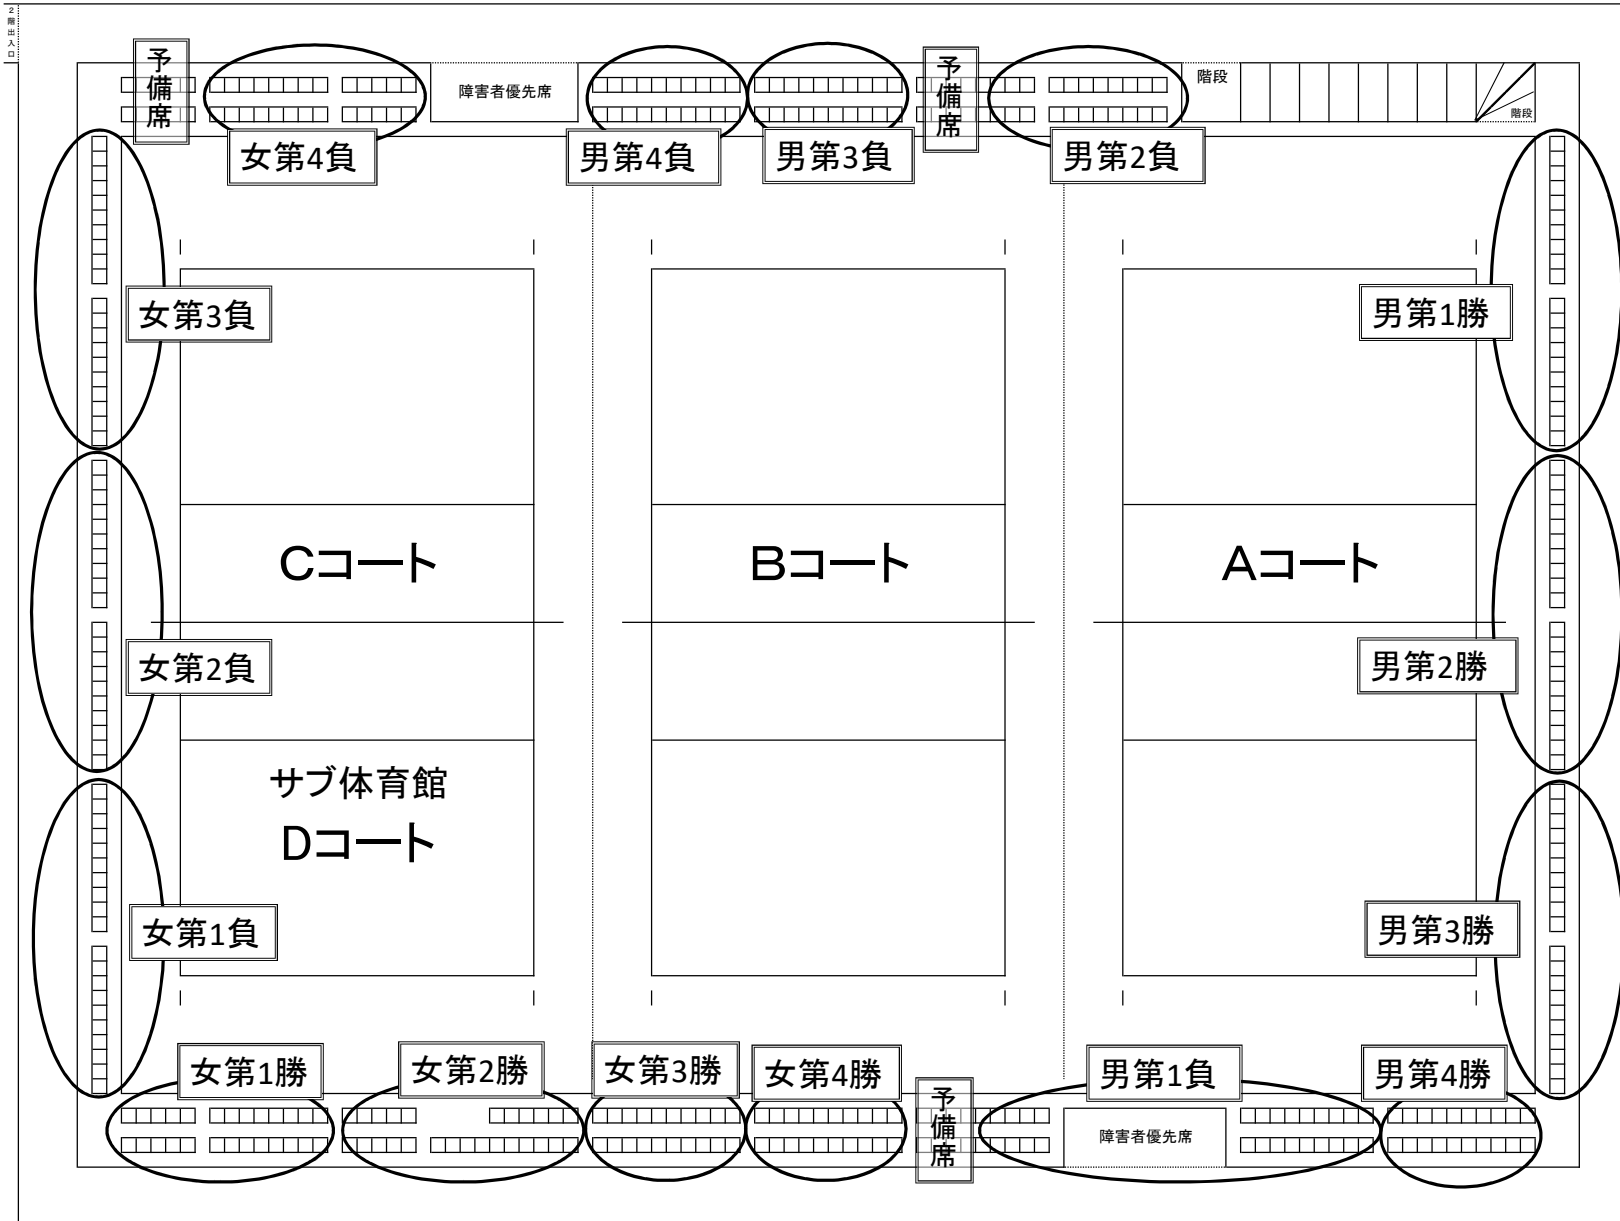 2階出入口
予備席
障害者優先席
予備席
階段
階段
女第4負
男第4負
男第3負
男第2負
女第3負
男第1勝
Cコート
Bコート
Aコート
女第2負
男第2勝
サブ体育館
Dコート
女第1負
男第3勝
女第1勝
女第2勝
女第3勝
女第4勝
男第1負
男第4勝
予備席
障害者優先席